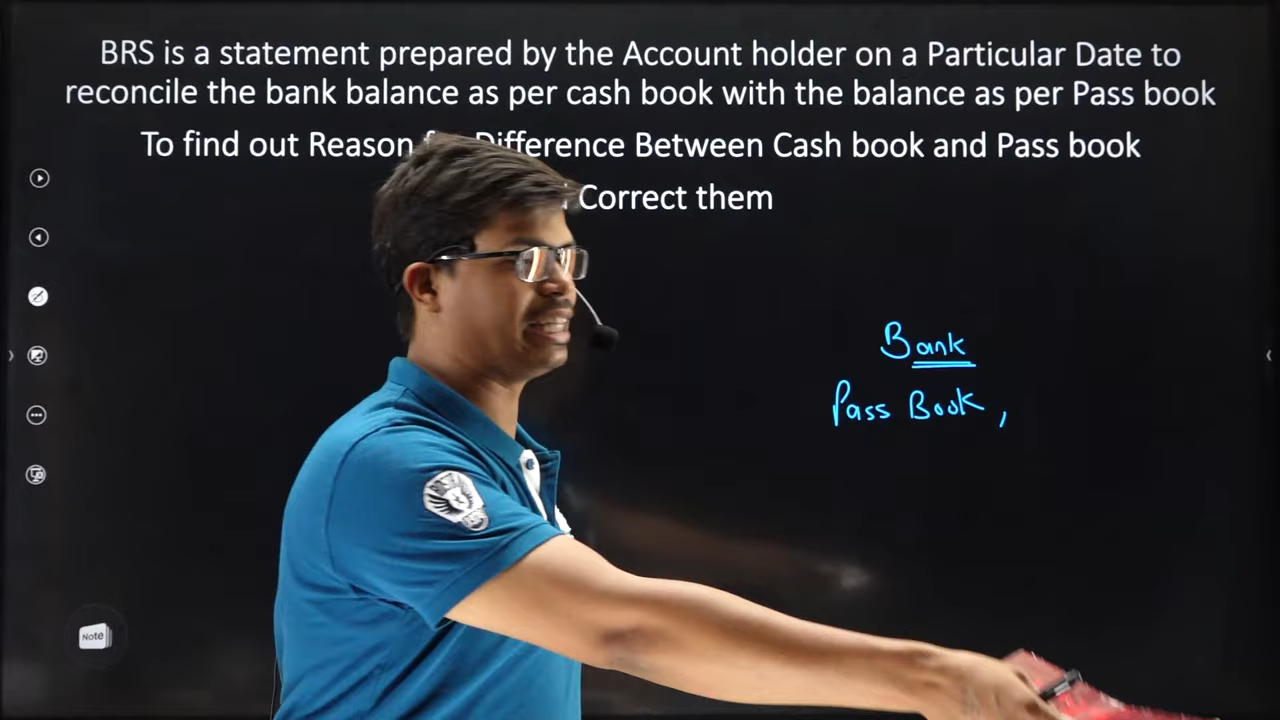 BRS is a statement prepared by the Account holder on a Particular Date to
reconcile the bank balance as per cash book with the balance as per Pass book
To find out Reason Difference Between Cash book and Pass book
Correct them
Bank
Pass Book ,
Note